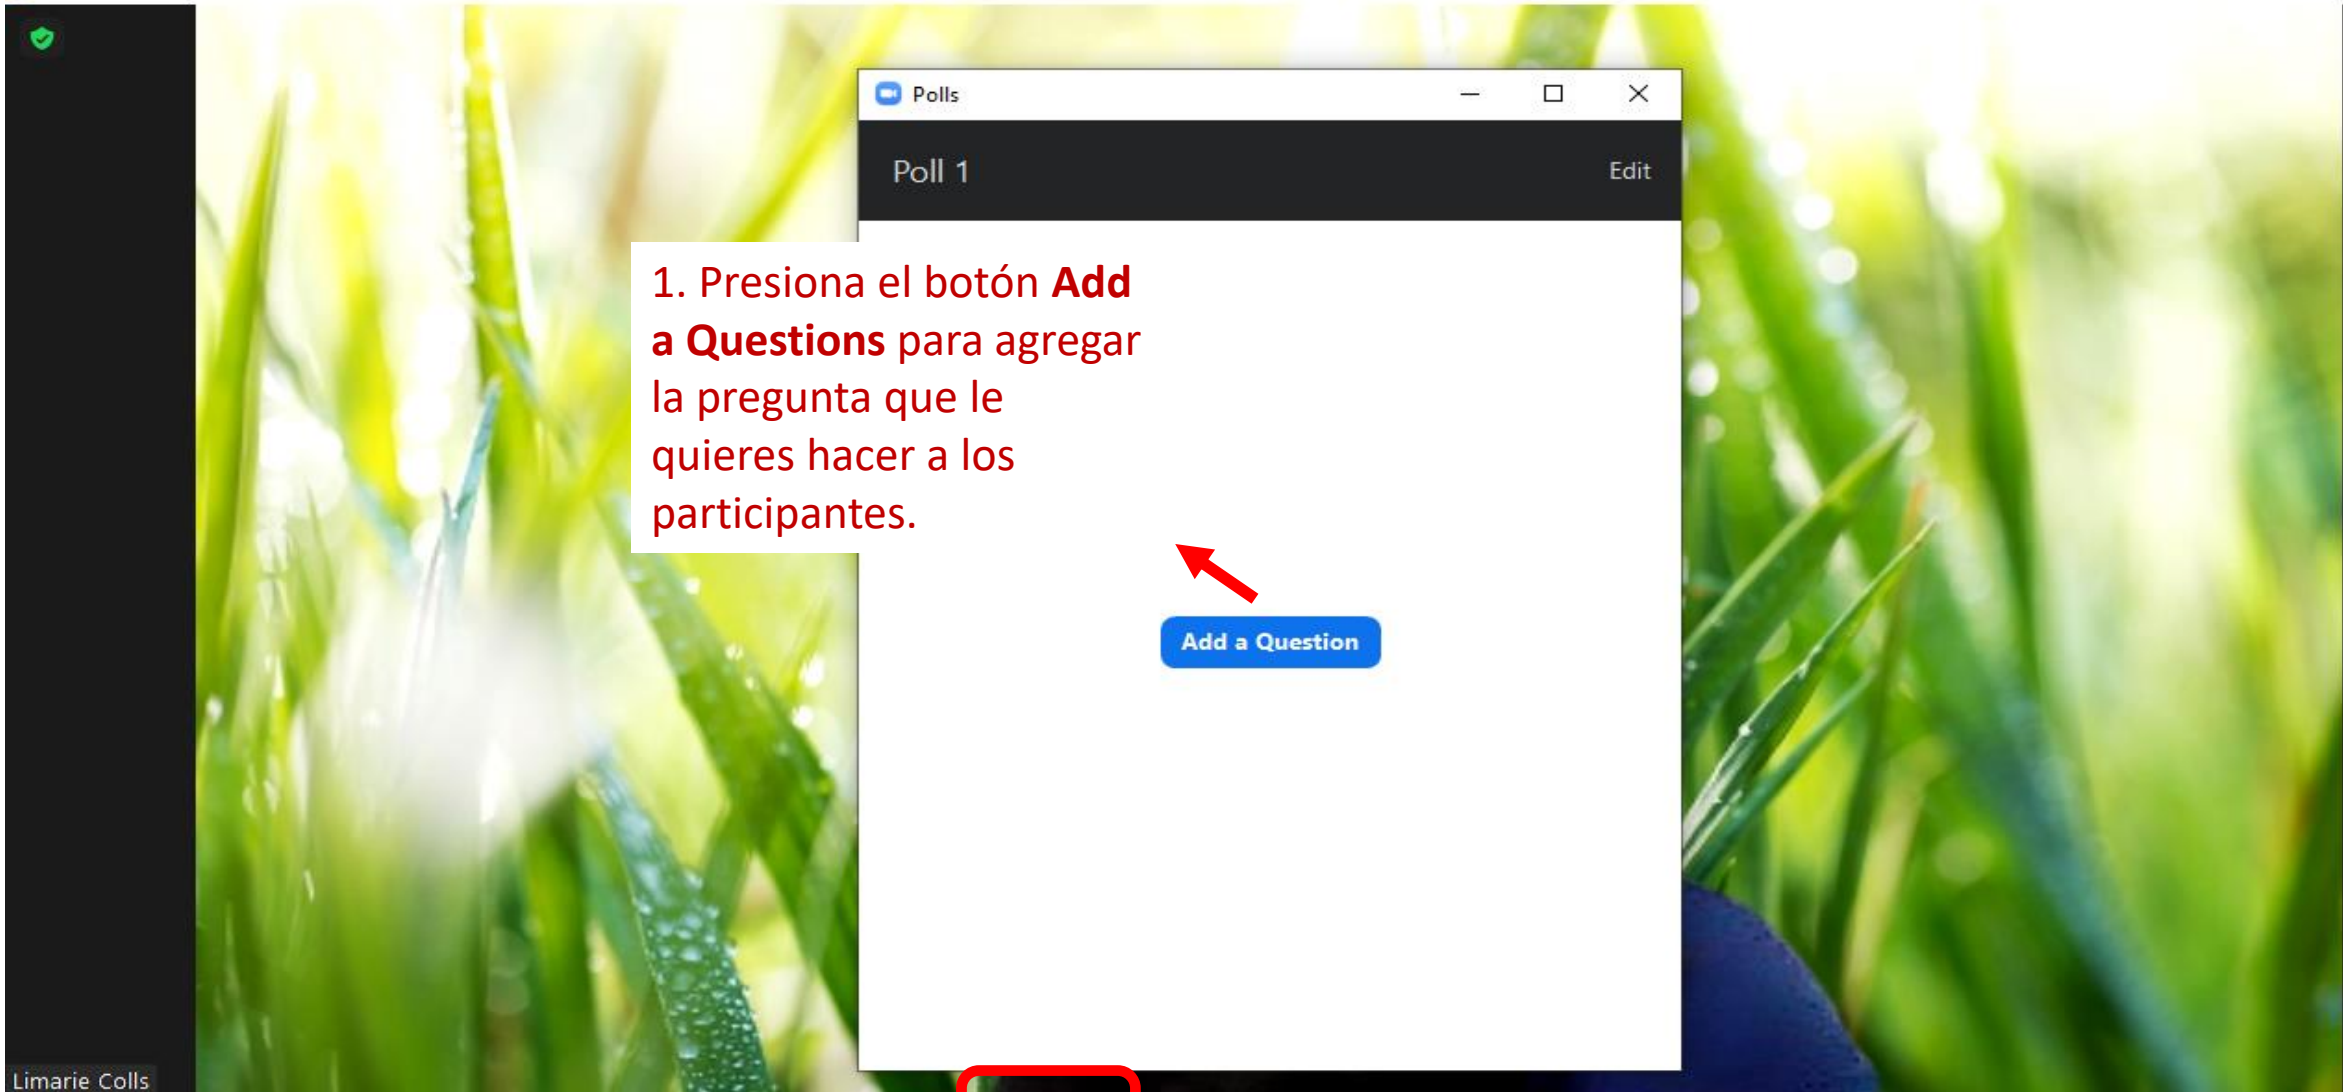 Polls
Poll 1
Edit
1. Presiona el botón Add
a Questions para agregar
la pregunta que le
quieres hacer a los
participantes.
Add a Question
Limarie Colls